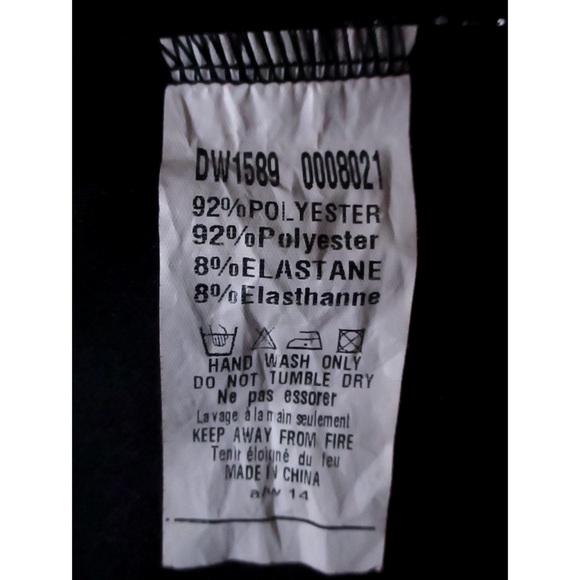 DW1589 0008021
92%POLYESTER
92%Polyester
8%ELASTANE
8%Elasthanne
HAND WASH ONLY
DO NOT TUMBLE DRY
Ne pas essorer
Lavage à la main seulement
KEEP AWAY FROM FIRE
Tenir éloigné du feu
MADE IN CHINA
a/w 14